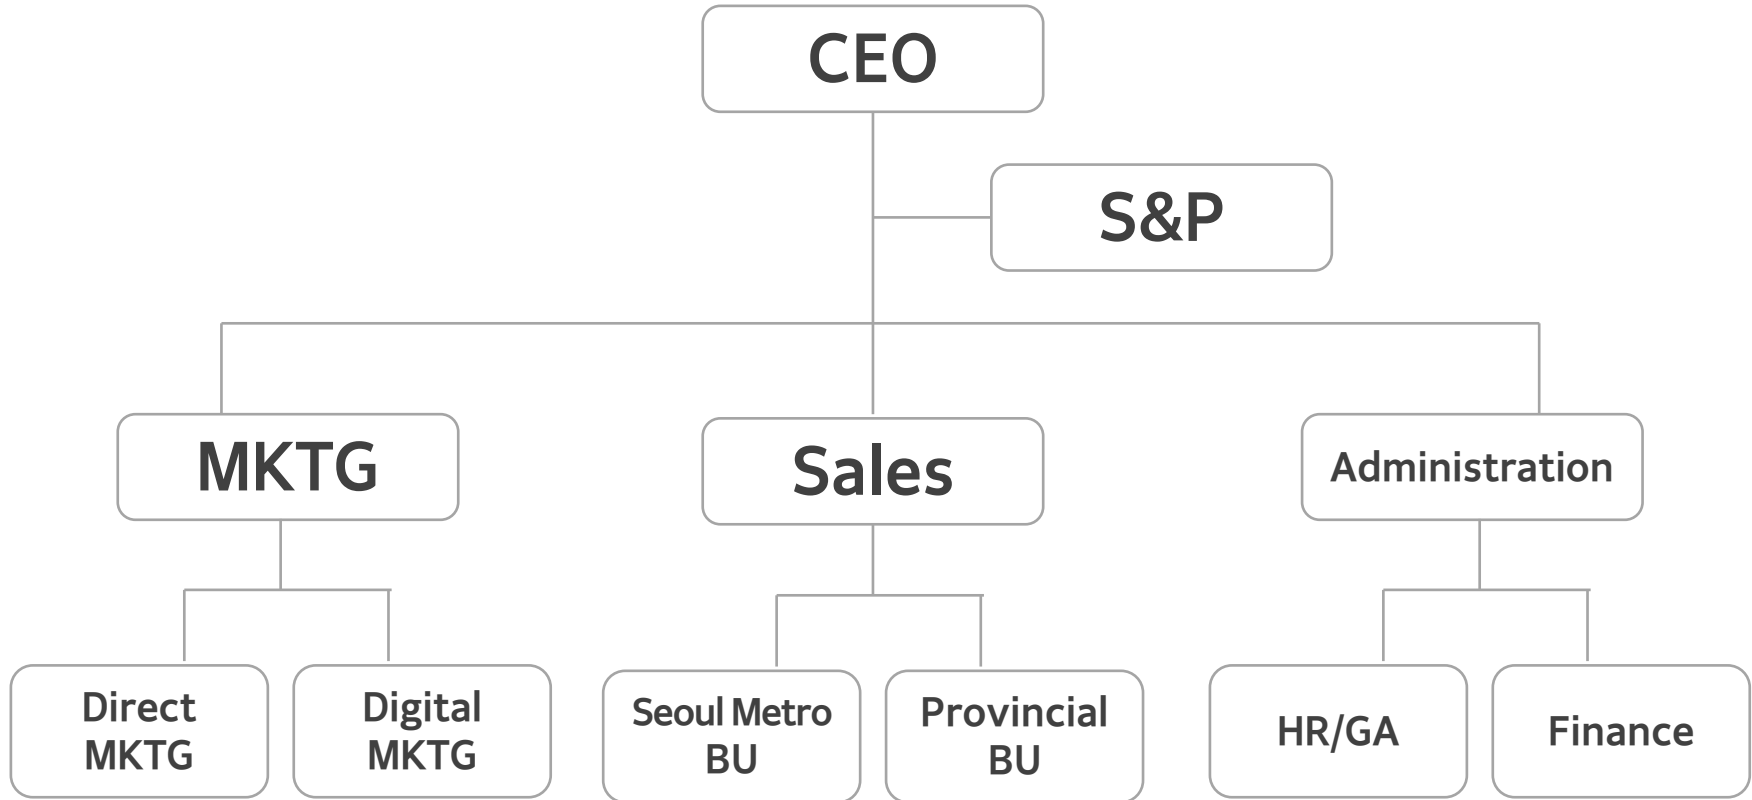 CEO
S&P
MKTG
Sales
Administration
Direct
MKTG
Digital
MKTG
Seoul Metro
BU
Provincial
BU
HR/GA
Finance